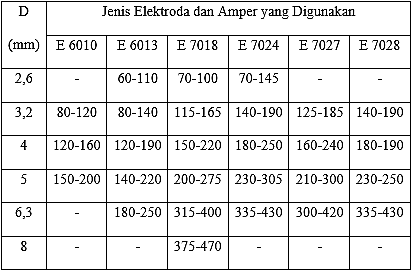 D Jenis Elektroda dan Amper yang Digunakan
(mm) E 6010 E 6013 E 7018 E 7024 E 7027 E 7028
2,6 - 60-110 70-100 70-145 - -
3,2 80-120 80-140 115-165 140-190 125-185 140-190
4 120-160 120-190 150-220 180-250 160-240 180-190
5 150-200 140-220 200-275 230-305 210-300 230-250
6,3 - 180-250 315-400 335-430 300-420 335-430
8 - - 375-470 - - -